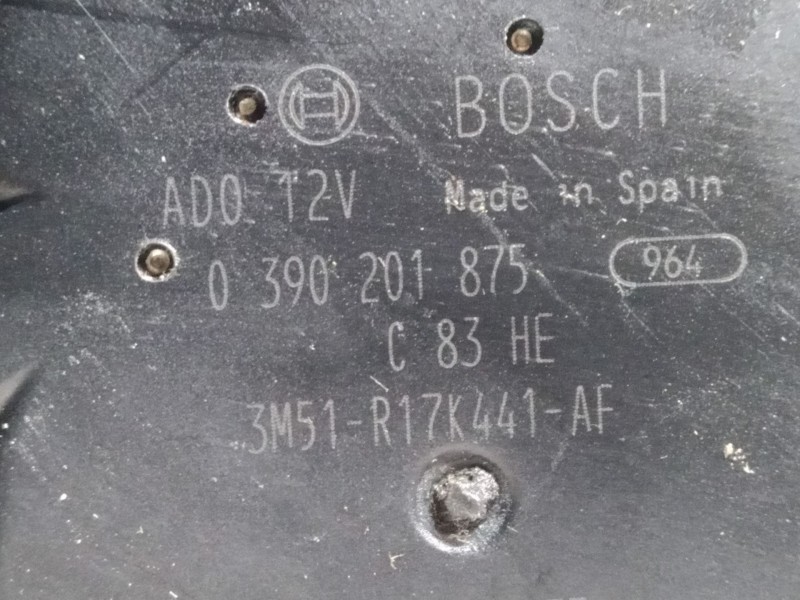 BOSCH
ADO 12V Made in Spain
0 390 201 875 964
C 83 HE
3M51-R17K441-AF